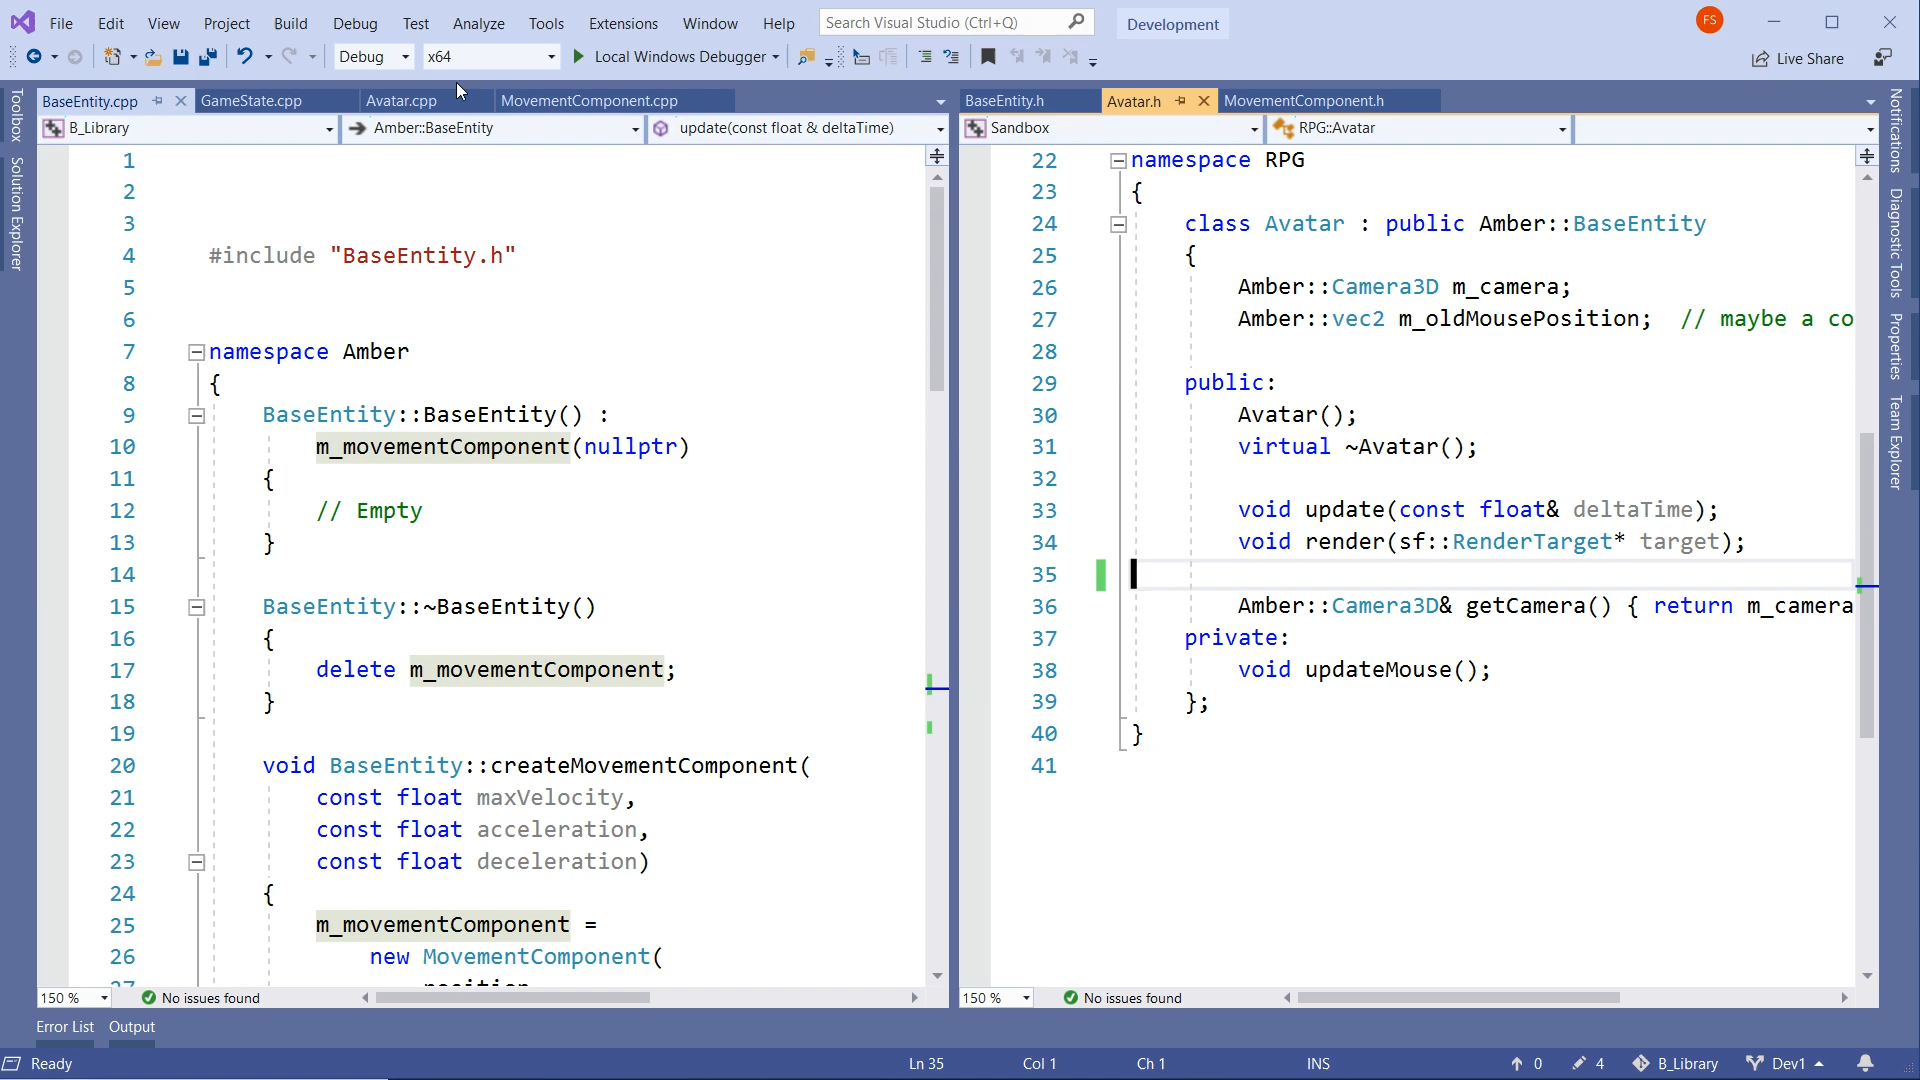 File Edit View Project Build Debug Test Analyze Tools Extensions Window Help Search Visual Studio (Ctrl+Q) Development FS
Debug x64 Local Windows Debugger Live Share
BaseEntity.cpp GameState.cpp Avatar.cpp MovementComponent.cpp
B_Library Amber::BaseEntity update(const float & deltaTime)
1
2
3
4 #include "BaseEntity.h"
5
6
7 namespace Amber
8 {
9 BaseEntity::BaseEntity() :
10 m_movementComponent(nullptr)
11 {
12 // Empty
13 }
14
15 BaseEntity::~BaseEntity()
16 {
17 delete m_movementComponent;
18 }
19
20 void BaseEntity::createMovementComponent(
21 const float maxVelocity,
22 const float acceleration,
23 const float deceleration)
24 {
25 m_movementComponent =
26 new MovementComponent(
150 % No issues found
BaseEntity.h Avatar.h MovementComponent.h
Sandbox RPG::Avatar
22 namespace RPG
23 {
24 class Avatar : public Amber::BaseEntity
25 {
26 Amber::Camera3D m_camera;
27 Amber::vec2 m_oldMousePosition; // maybe a co
28
29 public:
30 Avatar();
31 virtual ~Avatar();
32
33 void update(const float& deltaTime);
34 void render(sf::RenderTarget* target);
35
36 Amber::Camera3D& getCamera() { return m_camera
37 private:
38 void updateMouse();
39 };
40 }
41
150 % No issues found
Toolbox
Solution Explorer
Notifications
Diagnostic Tools
Properties
Team Explorer
Error List Output
Ready Ln 35 Col 1 Ch 1 INS 0 4 B_Library Dev1